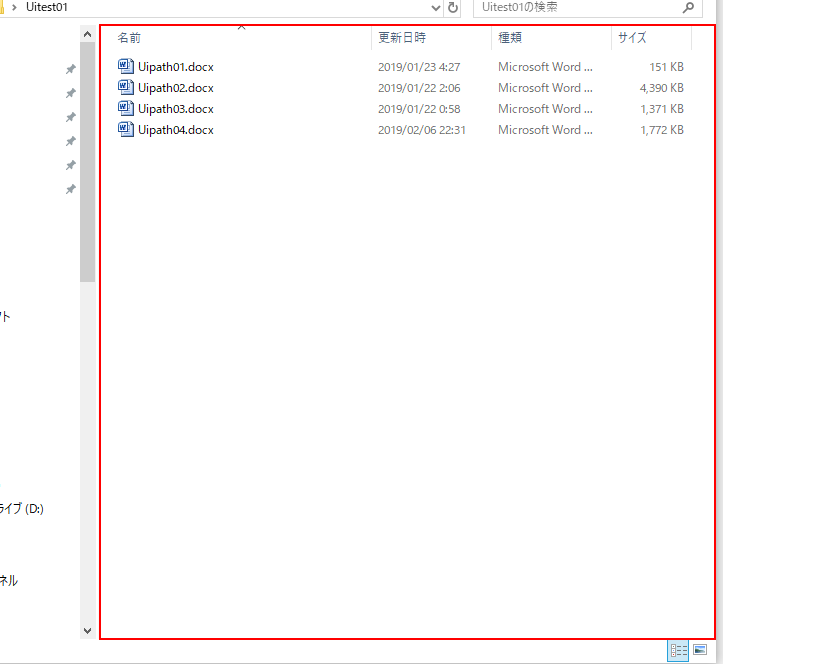 Uitest01
Uitest01の検索
名前 更新日時 種類 サイズ
Uipath01.docx 2019/01/23 4:27 Microsoft Word ... 151 KB
Uipath02.docx 2019/01/22 2:06 Microsoft Word ... 4,390 KB
Uipath03.docx 2019/01/22 0:58 Microsoft Word ... 1,371 KB
Uipath04.docx 2019/02/06 22:31 Microsoft Word ... 1,772 KB
ト
ライブ (D:)
ネル